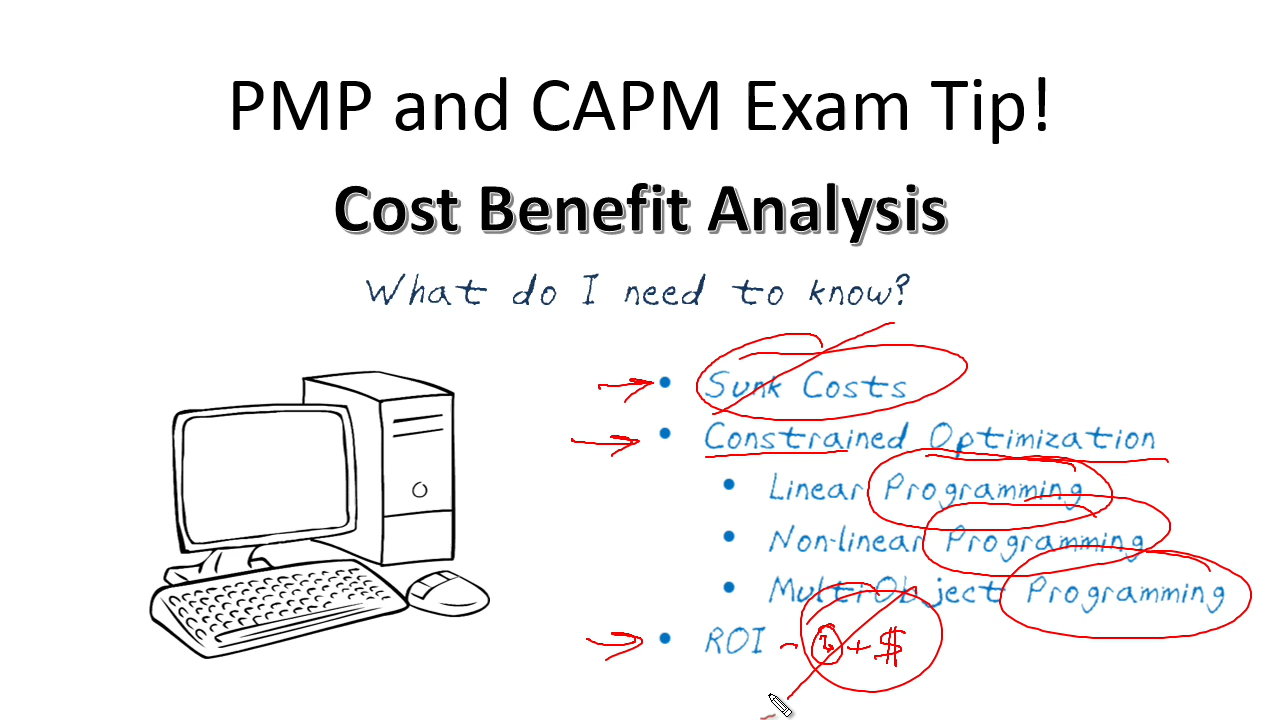 PMP and CAPM Exam Tip!
Cost Benefit Analysis
What do I need to know?
• Sunk Costs
• Constrained Optimization
• Linear Programming
• Non-linear Programming
• MultiObject Programming
• ROI - + $